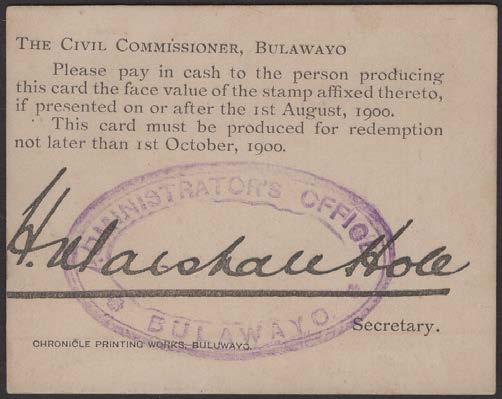 THE CIVIL COMMISSIONER, BULAWAYO
Please pay in cash to the person producing
this card the face value of the stamp affixed thereto,
if presented on or after the 1st August, 1900.
This card must be produced for redemption
not later than 1st October, 1900.
ADMINISTRATOR'S OFFICE
H. Marshall Hole
BULAWAYO.
Secretary.
CHRONICLE PRINTING WORKS, BULUWAYO.